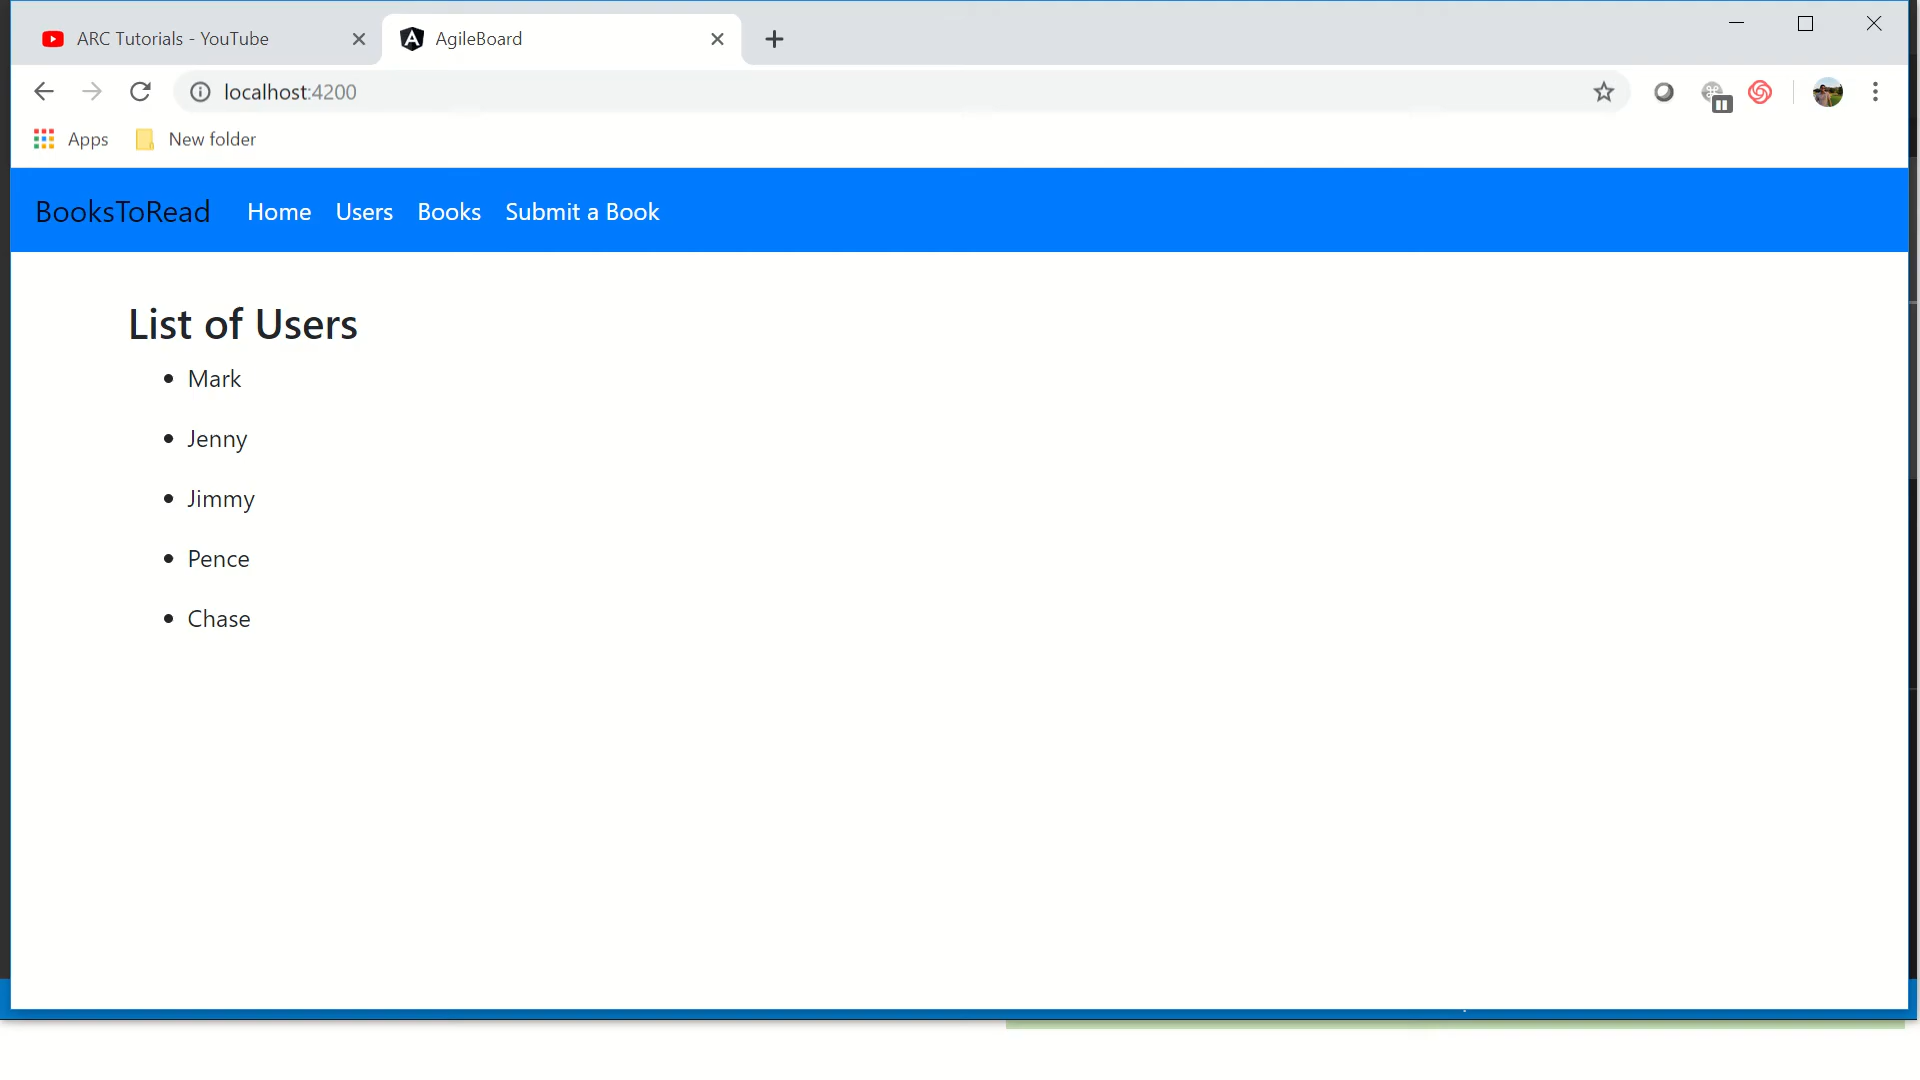 ARC Tutorials - YouTube
AgileBoard
localhost:4200
Apps
New folder
BooksToRead Home Users Books Submit a Book
List of Users
Mark
Jenny
Jimmy
Pence
Chase